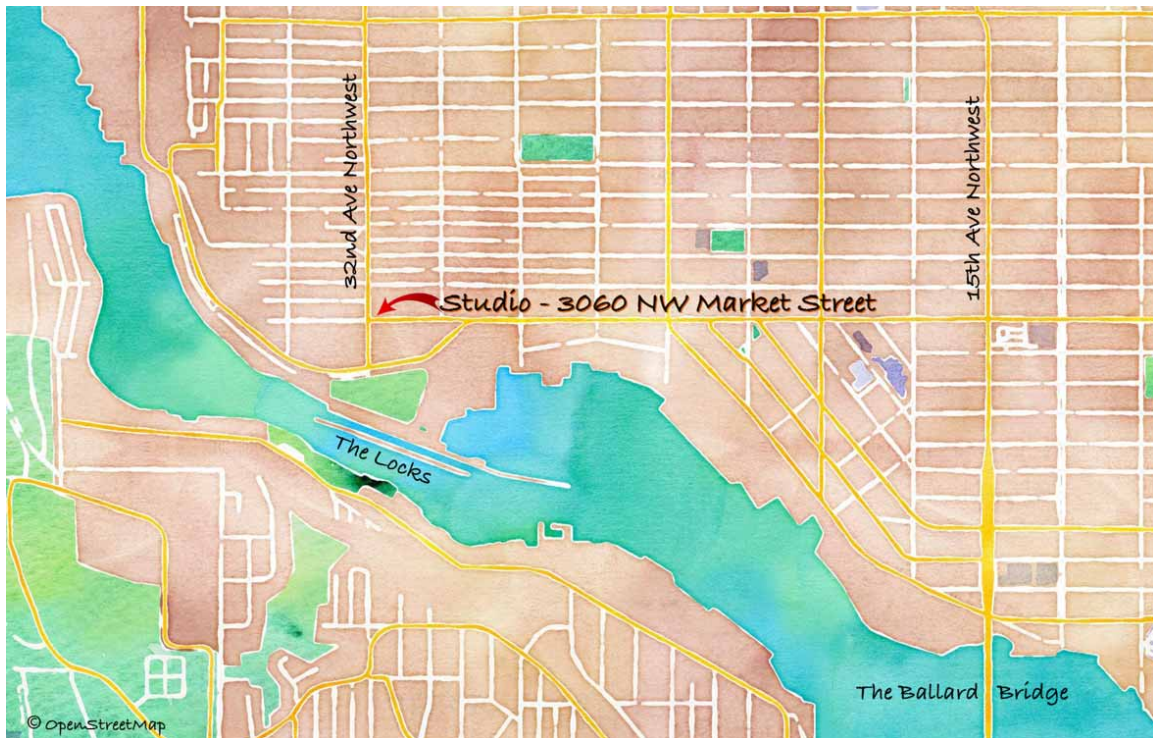 32nd Ave Northwest
15th Ave Northwest
Studio - 3060 NW Market Street
The Locks
The Ballard Bridge
© OpenStreetMap